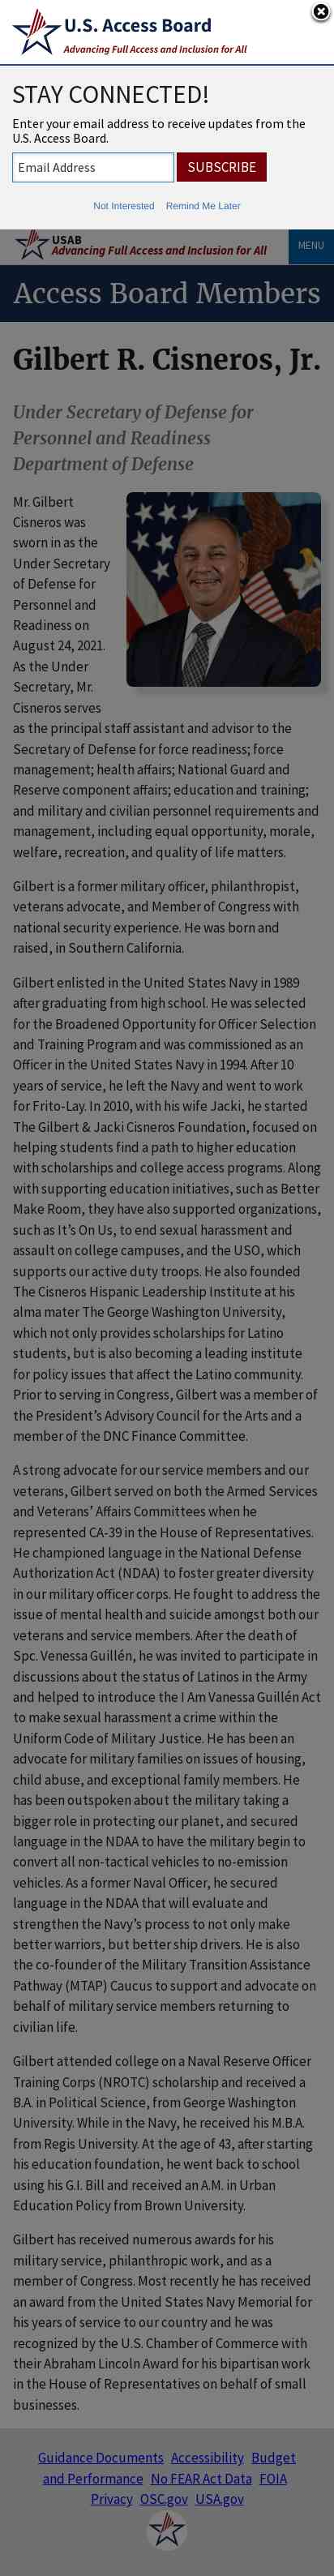 U.S. Access Board
Advancing Full Access and Inclusion for All
STAY CONNECTED!
Enter your email address to receive updates from the
U.S. Access Board.
Email Address
SUBSCRIBE
Not Interested Remind Me Later
USAB
Advancing Full Access and Inclusion for All
MENU
Access Board Members
Gilbert R. Cisneros, Jr.
Under Secretary of Defense for
Personnel and Readiness
Department of Defense
Mr. Gilbert
Cisneros was
sworn in as the
Under Secretary
of Defense for
Personnel and
Readiness on
August 24, 2021.
As the Under
Secretary, Mr.
Cisneros serves
as the principal staff assistant and advisor to the
Secretary of Defense for force readiness; force
management; health affairs; National Guard and
Reserve component affairs; education and training;
and military and civilian personnel requirements and
management, including equal opportunity, morale,
welfare, recreation, and quality of life matters.
Gilbert is a former military officer, philanthropist,
veterans advocate, and Member of Congress with
national security experience. He was born and
raised, in Southern California.
Gilbert enlisted in the United States Navy in 1989
after graduating from high school. He was selected
for the Broadened Opportunity for Officer Selection
and Training Program and was commissioned as an
Officer in the United States Navy in 1994. After 10
years of service, he left the Navy and went to work
for Frito-Lay. In 2010, with his wife Jacki, he started
The Gilbert & Jacki Cisneros Foundation, focused on
helping students find a path to higher education
with scholarships and college access programs. Along
with supporting education initiatives, such as Better
Make Room, they have also supported organizations,
such as It’s On Us, to end sexual harassment and
assault on college campuses, and the USO, which
supports our active duty troops. He also founded
The Cisneros Hispanic Leadership Institute at his
alma mater The George Washington University,
which not only provides scholarships for Latino
students, but is also becoming a leading institute
for policy issues that affect the Latino community.
Prior to serving in Congress, Gilbert was a member of
the President’s Advisory Council for the Arts and a
member of the DNC Finance Committee.
A strong advocate for our service members and our
veterans, Gilbert served on both the Armed Services
and Veterans’ Affairs Committees when he
represented CA-39 in the House of Representatives.
He championed language in the National Defense
Authorization Act (NDAA) to foster greater diversity
in our military officer corps. He fought to address the
issue of mental health and suicide amongst both our
veterans and service members. After the death of
Spc. Venessa Guillén, he was invited to participate in
discussions about the status of Latinos in the Army
and helped to introduce the I Am Vanessa Guillén Act
to make sexual harassment a crime within the
Uniform Code of Military Justice. He has been an
advocate for military families on issues of housing,
child abuse, and exceptional family members. He
has been outspoken about the military taking a
bigger role in protecting our planet, and secured
language in the NDAA to have the military begin to
convert all non-tactical vehicles to no-emission
vehicles. As a former Naval Officer, he secured
language in the NDAA that will evaluate and
strengthen the Navy’s process to not only make
better warriors, but better ship drivers. He is also
the co-founder of the Military Transition Assistance
Pathway (MTAP) Caucus to support and advocate on
behalf of military service members returning to
civilian life.
Gilbert attended college on a Naval Reserve Officer
Training Corps (NROTC) scholarship and received a
B.A. in Political Science, from George Washington
University. While in the Navy, he received his M.B.A.
from Regis University. At the age of 43, after starting
his education foundation, he went back to school
using his G.I. Bill and received an A.M. in Urban
Education Policy from Brown University.
Gilbert has received numerous awards for his
military service, philanthropic work, and as a
member of Congress. Most recently he has received
an award from the United States Navy Memorial for
his years of service to our country and he was
recognized by the U.S. Chamber of Commerce with
their Abraham Lincoln Award for his bipartisan work
in the House of Representatives on behalf of small
businesses.
Guidance Documents Accessibility Budget
and Performance No FEAR Act Data FOIA
Privacy OSC.gov USA.gov